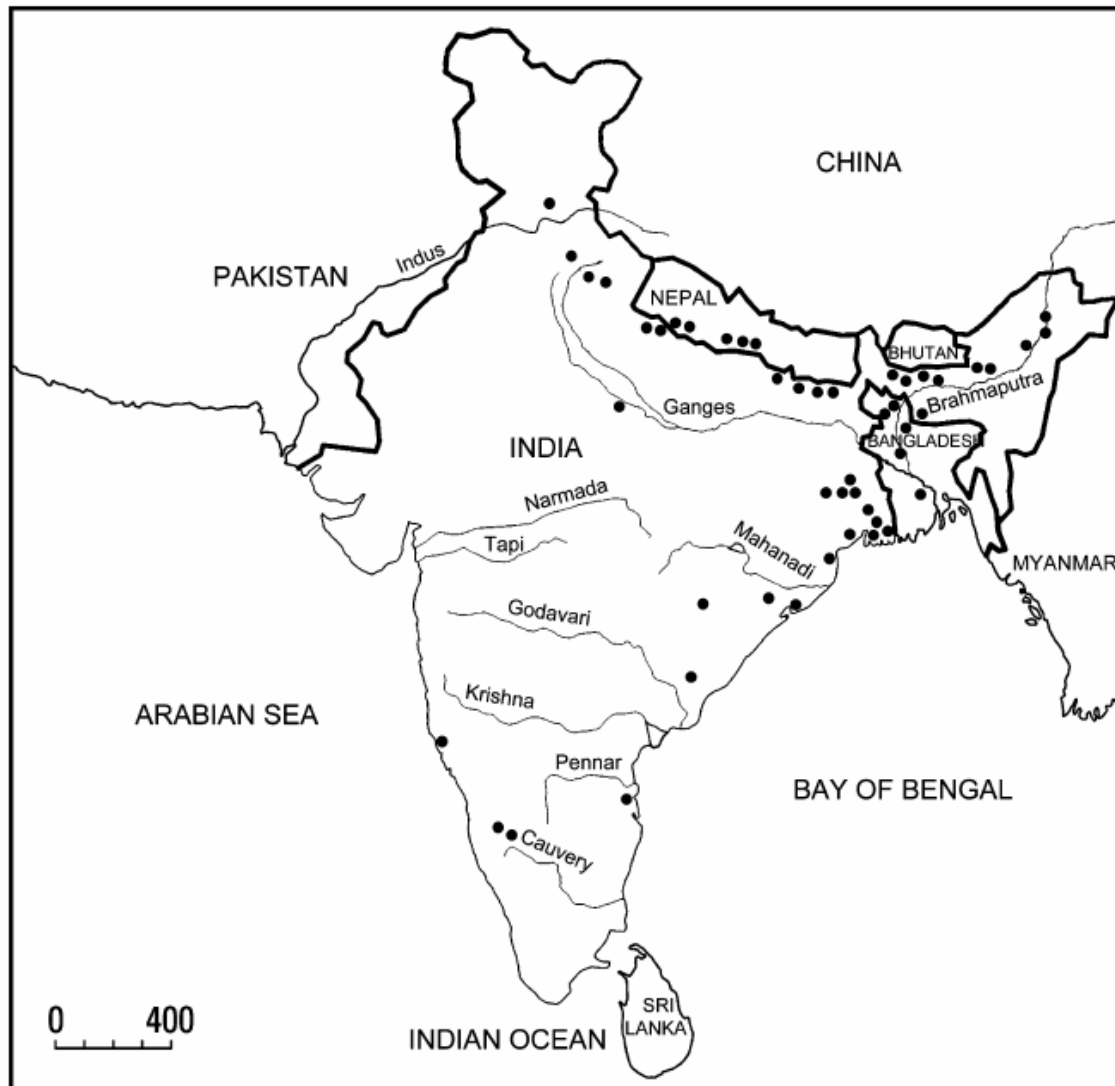 CHINA
PAKISTAN
Indus
NEPAL
BHUTAN
Brahmaputra
Ganges
BANGLADESH
INDIA
Narmada
Tapi
Mahanadi
MYANMAR
Godavari
Krishna
ARABIAN SEA
Pennar
BAY OF BENGAL
Cauvery
SRI
LANKA
0 400
INDIAN OCEAN